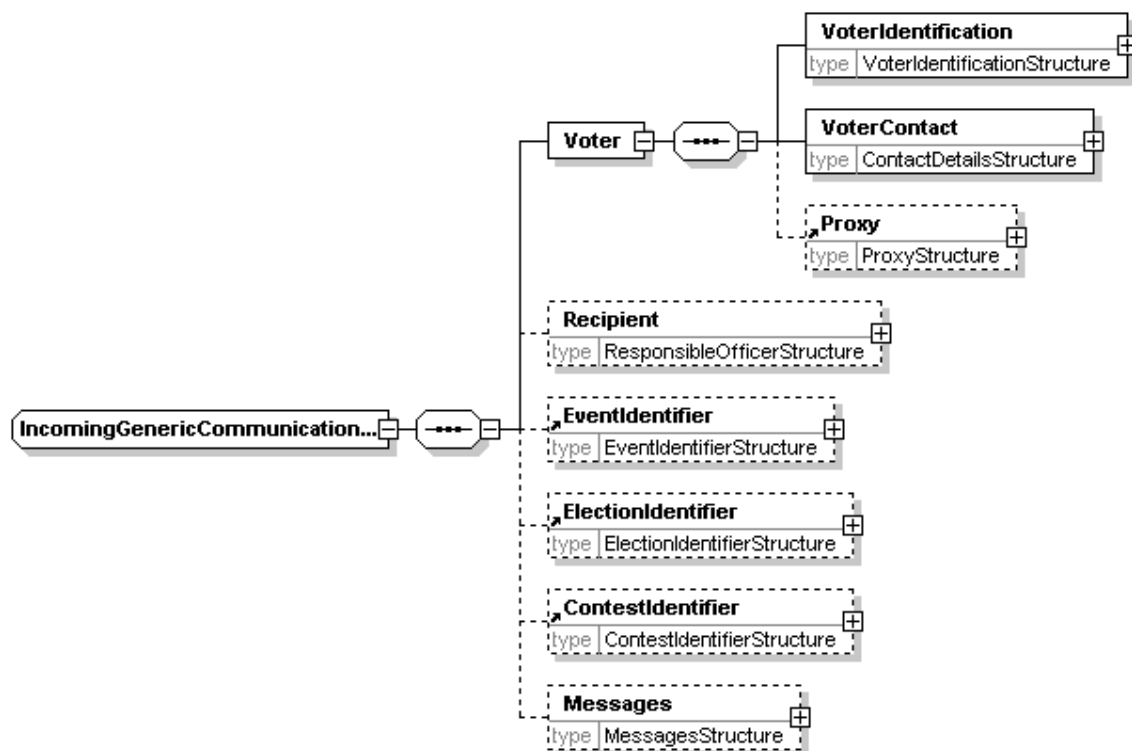 VoterIdentification
type VoterIdentificationStructure
Voter
VoterContact
type ContactDetailsStructure
Proxy
type ProxyStructure
Recipient
type ResponsibleOfficerStructure
IncomingGenericCommunication...
EventIdentifier
type EventIdentifierStructure
ElectionIdentifier
type ElectionIdentifierStructure
ContestIdentifier
type ContestIdentifierStructure
Messages
type MessagesStructure